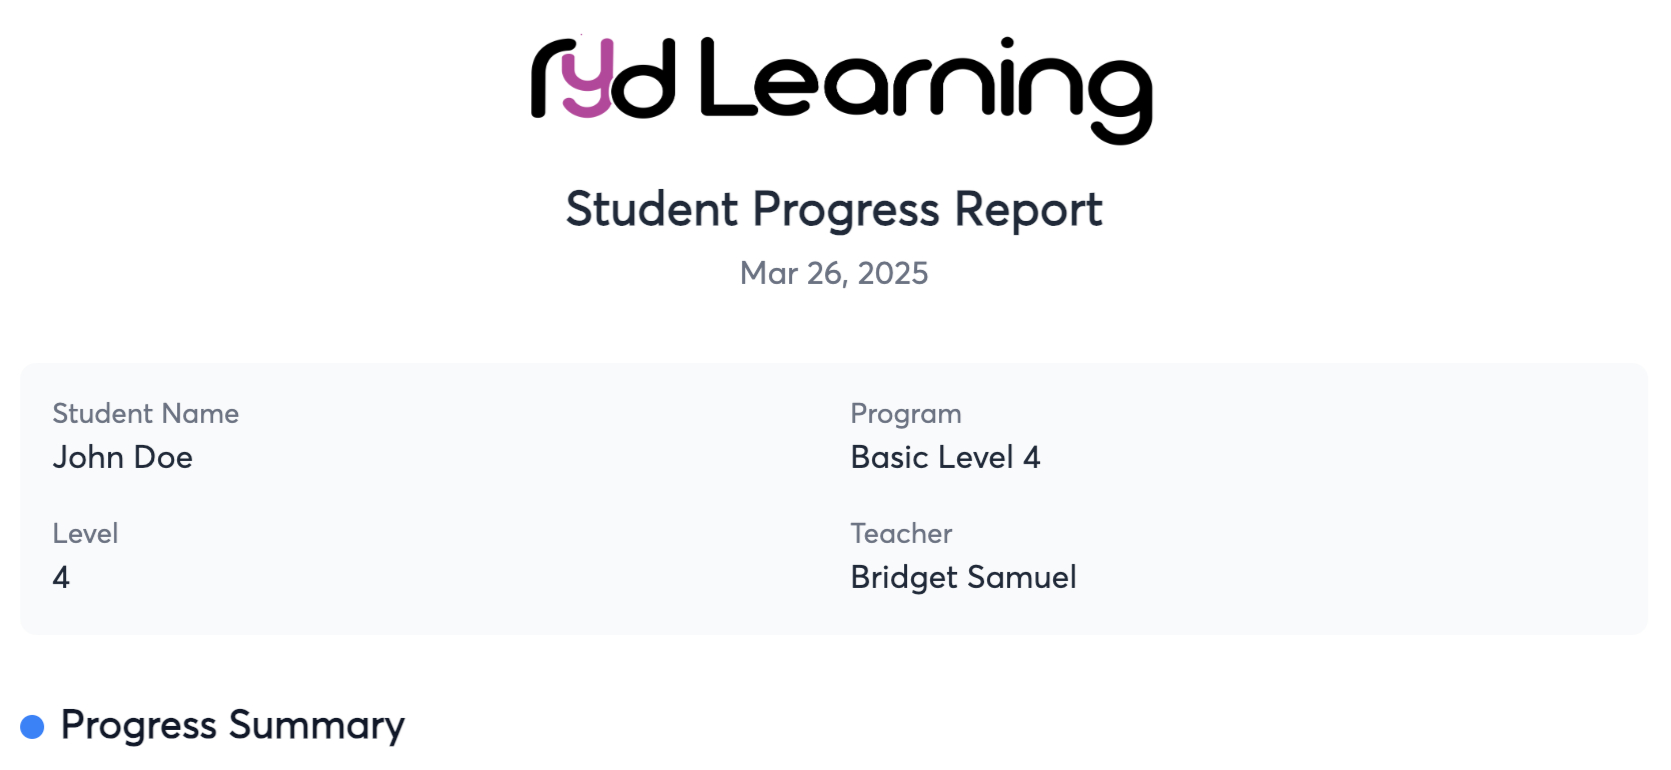 ryd Learning
Student Progress Report
Mar 26, 2025
Student Name
John Doe
Program
Basic Level 4
Level
4
Teacher
Bridget Samuel
Progress Summary